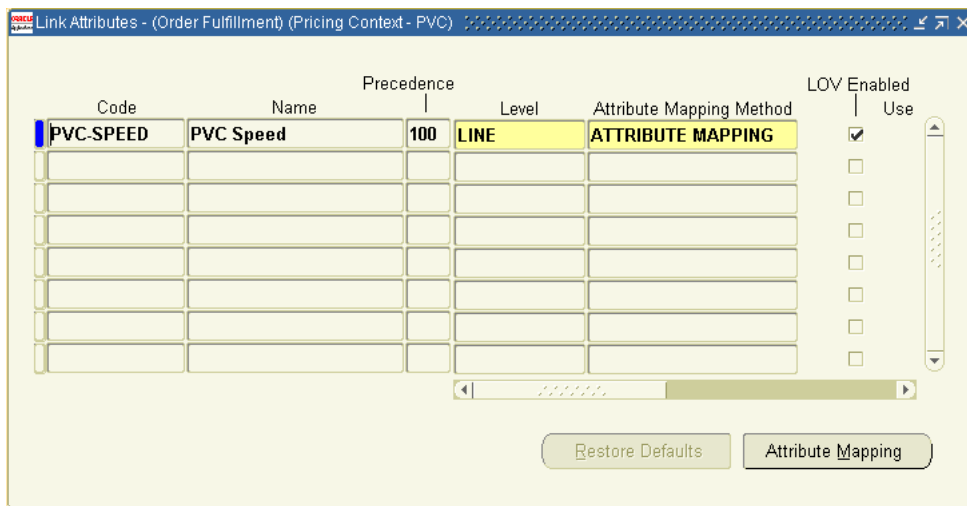 Link Attributes - (Order Fulfillment) (Pricing Context - PVC)
Precedence
LOV Enabled
Code Name Level Attribute Mapping Method Use
PVC-SPEED PVC Speed 100 LINE ATTRIBUTE MAPPING
Restore Defaults Attribute Mapping